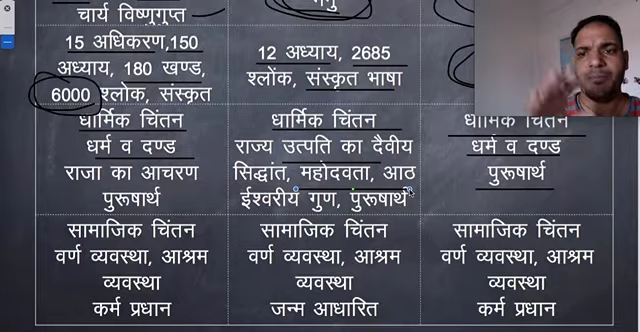 चार्य विष्णुगुप्त
मनु
15 अधिकरण,150
अध्याय, 180 खण्ड,
6000 श्लोक, संस्कृत
12 अध्याय, 2685
श्लोंक, संस्कृत भाषा
धार्मिक चिंतन
धर्म व दण्ड
राजा का आचरण
पुरूषार्थ
धार्मिक चिंतन
राज्य उत्पति का दैवीय
सिद्धांत, महोदवता, आठ
ईश्वरीय गुण, पुरूषार्थ
धार्मिक चिंतन
धर्म व दण्ड
पुरूषार्थ
सामाजिक चिंतन
वर्ण व्यवस्था, आश्रम
व्यवस्था
कर्म प्रधान
सामाजिक चिंतन
वर्ण व्यवस्था, आश्रम
व्यवस्था
जन्म आधारित
सामाजिक चिंतन
वर्ण व्यवस्था, आश्रम
व्यवस्था
कर्म प्रधान